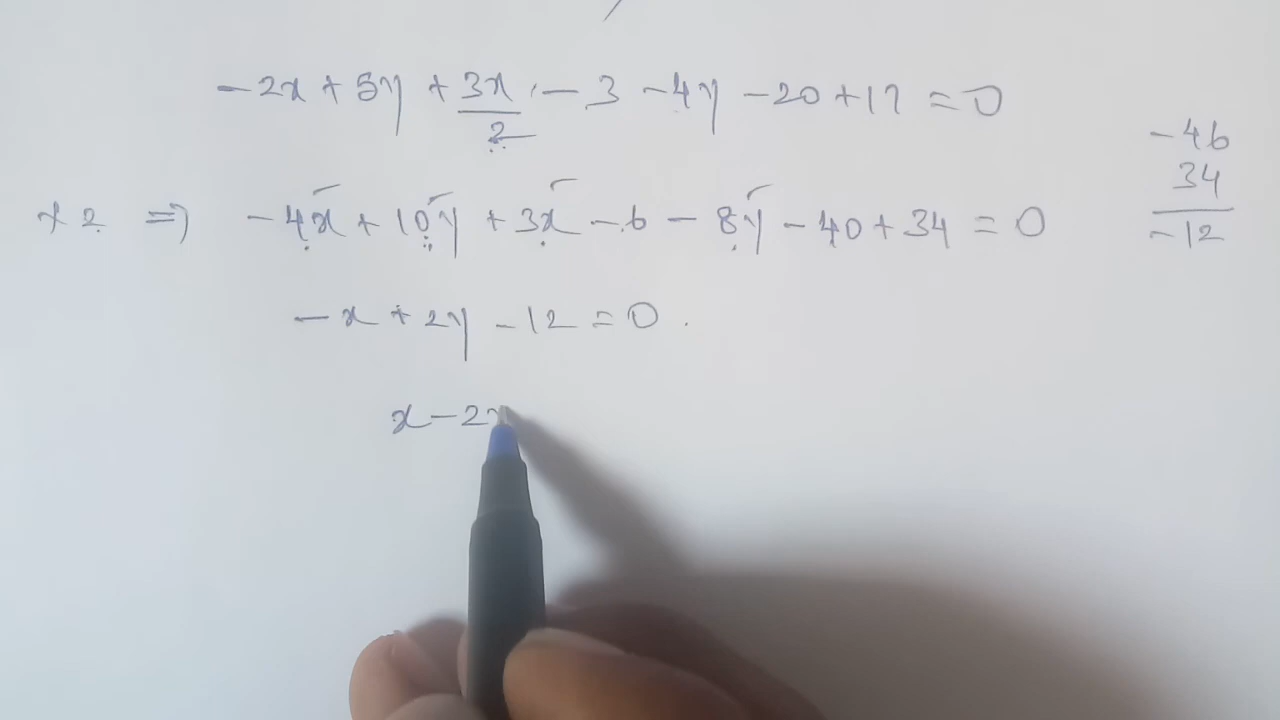 -2x + 5y + 3x/2 - 3 - 4y - 20 + 17 = 0
×2 ⇒ -4x + 10y + 3x - 6 - 8y - 40 + 34 = 0
-46
34
-12
-x + 2y - 12 = 0.
x - 2y